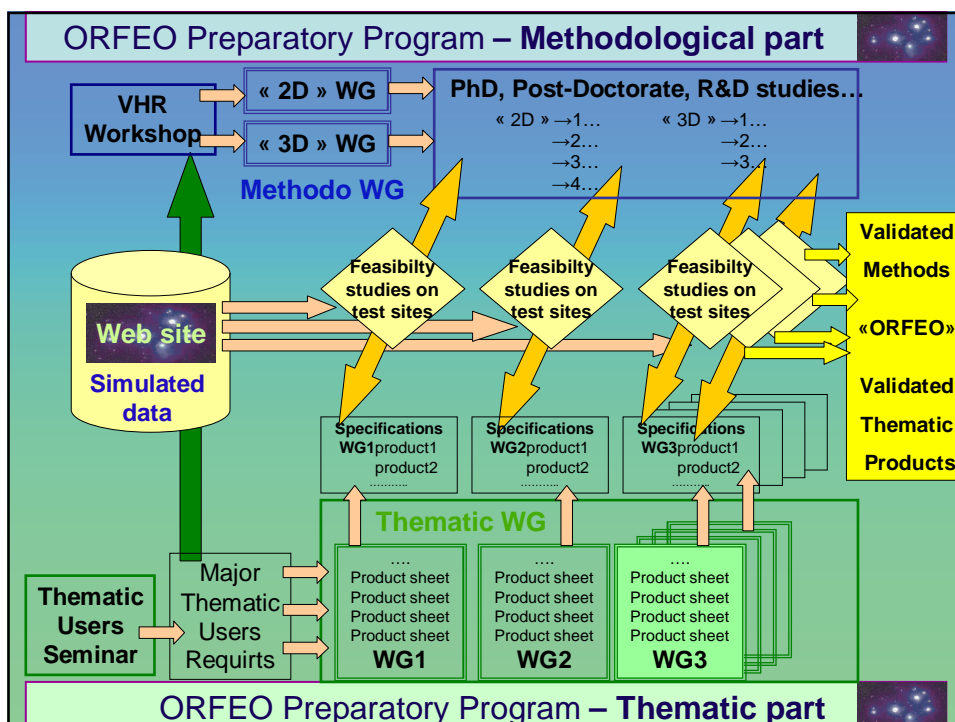 ORFEO Preparatory Program – Methodological part
VHR
Workshop
« 2D » WG
« 3D » WG
Methodo WG
PhD, Post-Doctorate, R&D studies…
« 2D » →1…
→2…
→3…
→4…
« 3D » →1…
→2…
→3…
Web site
Simulated
data
Feasibilty
studies on
test sites
Feasibilty
studies on
test sites
Feasibilty
studies on
test sites
Validated
Methods
«ORFEO»
Validated
Thematic
Products
Specifications
WG1product1
product2
………..
Specifications
WG2product1
product2
………..
Specifications
WG3product1
product2
………..
Thematic WG
Thematic
Users
Seminar
Major
Thematic
Users
Requirts
….
Product sheet
Product sheet
Product sheet
Product sheet
WG1
….
Product sheet
Product sheet
Product sheet
Product sheet
WG2
….
Product sheet
Product sheet
Product sheet
Product sheet
WG3
ORFEO Preparatory Program – Thematic part